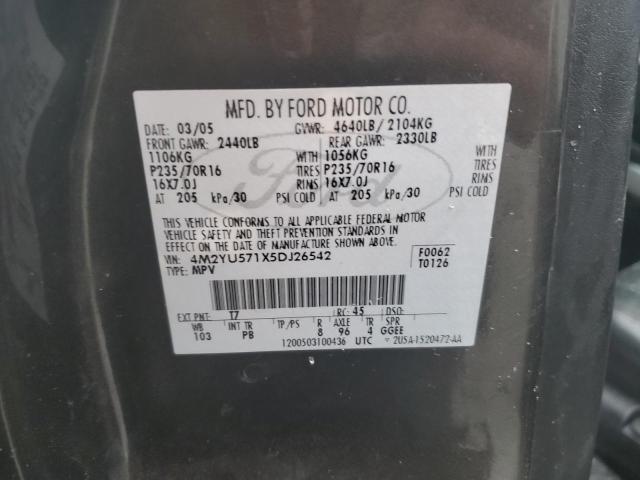 MFD. BY FORD MOTOR CO.
DATE: 03/05 GVWR: 4640LB/ 2104KG
FRONT GAWR: 2440LB REAR GAWR: 2330LB
1106KG WITH 1056KG WITH
P235/70R16 TIRES P235/70R16 TIRES
16X7.0J RIMS 16X7.0J RIMS
AT 205 kPa/30 PSI COLD AT 205 kPa/30 PSI COLD
Ford
THIS VEHICLE CONFORMS TO ALL APPLICABLE FEDERAL MOTOR
VEHICLE SAFETY AND THEFT PREVENTION STANDARDS IN
EFFECT ON THE DATE OF MANUFACTURE SHOWN ABOVE.
VIN: 4M2YU571X5DJ26542 F0062
TYPE: MPV T0126
EXT PNT: T7 RC: 45 DSO:
WB INT TR TP/PS R AXLE TR SPR
103 PB 8 96 4 GGEE
1200503100436 UTC 2U5A-1520472-AA